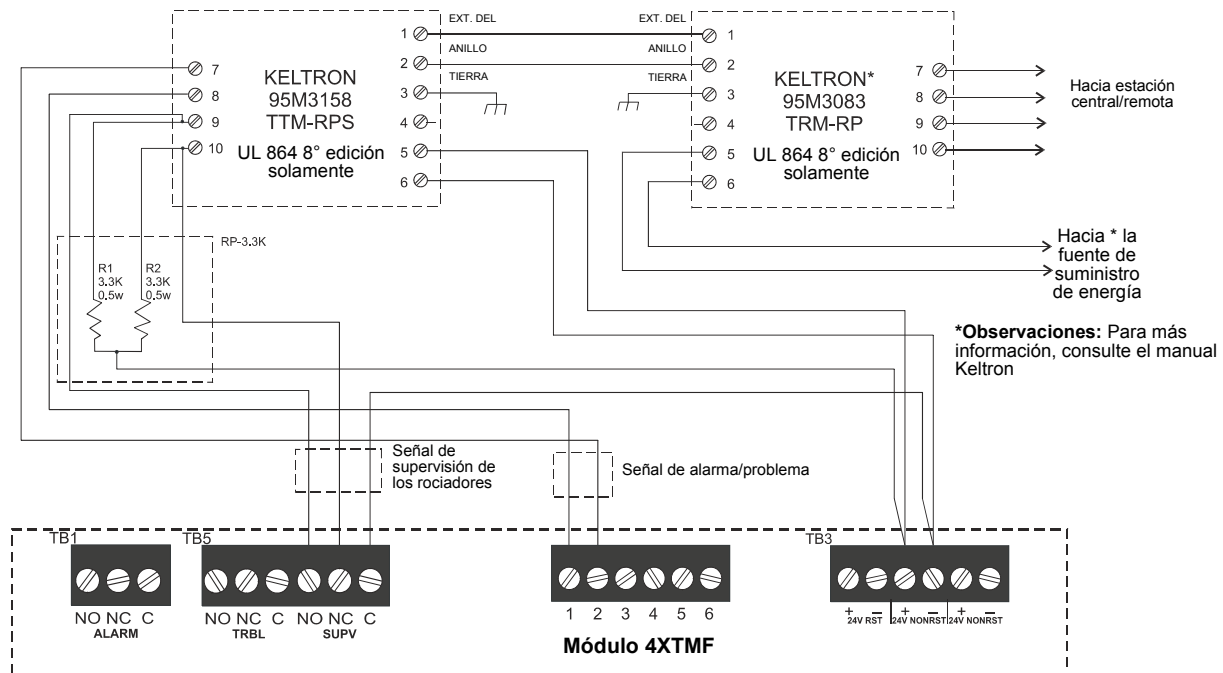 EXT. DEL
1
ANILLO
2
TIERRA
3
4
5
6
7
8
9
10
KELTRON
95M3158
TTM-RPS
UL 864 8° edición
solamente
EXT. DEL
1
ANILLO
2
TIERRA
3
4
5
6
KELTRON*
95M3083
TRM-RP
UL 864 8° edición
solamente
7
8
9
10
Hacia estación
central/remota
Hacia * la
fuente de
suministro
de energía
*Observaciones: Para más
información, consulte el manual
Keltron
RP-3.3K
R1
3.3K
0.5w
R2
3.3K
0.5w
Señal de
supervisión de
los rociadores
Señal de alarma/problema
TB1
NO NC C
ALARM
TB5
NO NC C NO NC C
TRBL SUPV
1 2 3 4 5 6
Módulo 4XTMF
TB3
+ − + − + −
24V RST 24V NONRST 24V NONRST